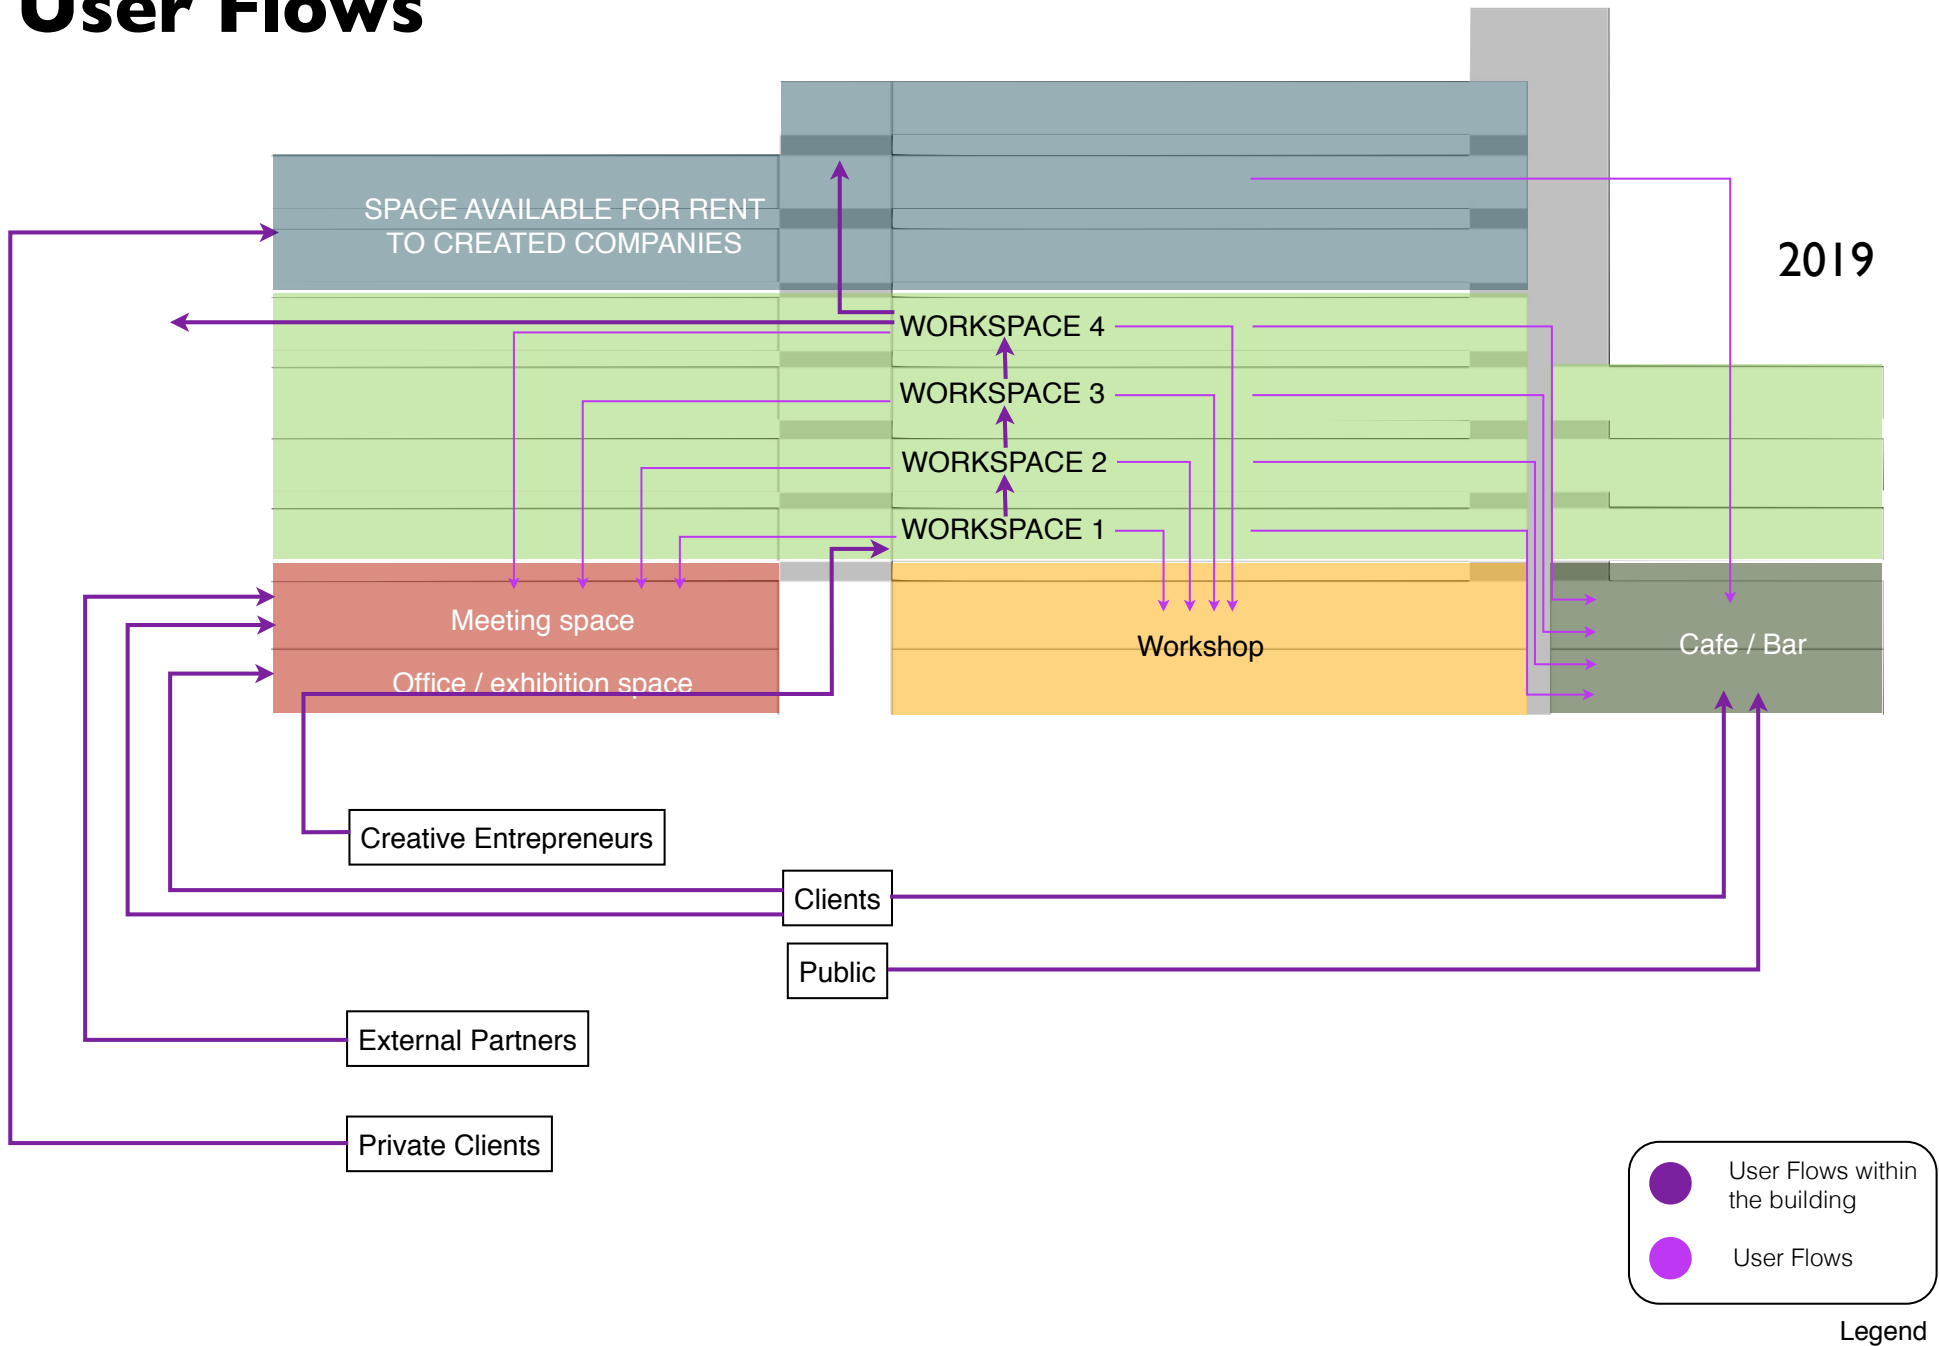 User Flows
SPACE AVAILABLE FOR RENT
TO CREATED COMPANIES
2019
WORKSPACE 4
WORKSPACE 3
WORKSPACE 2
WORKSPACE 1
Meeting space
Office / exhibition space
Workshop
Cafe / Bar
Creative Entrepreneurs
Clients
Public
External Partners
Private Clients
User Flows within
the building
User Flows
Legend